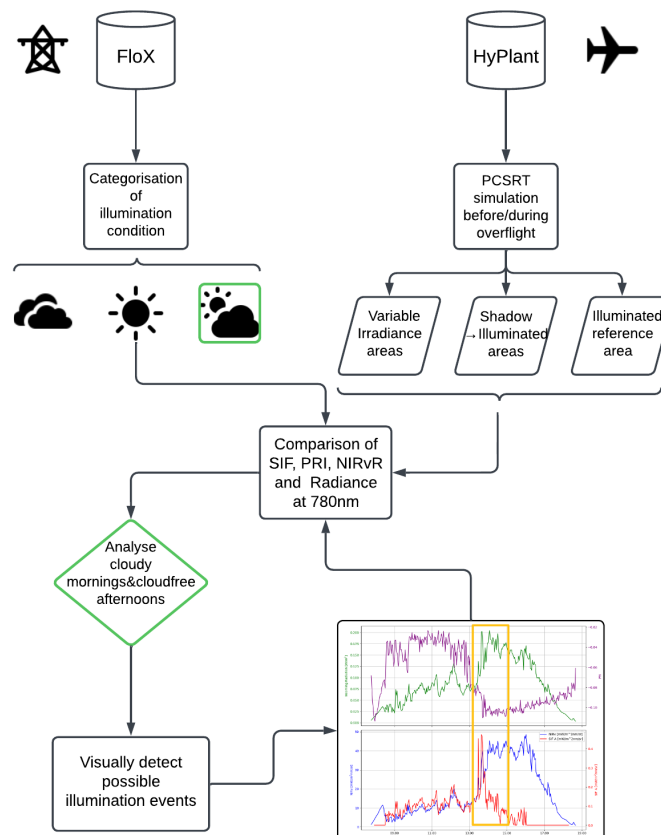 FloX
HyPlant
Categorisation
of
illumination
condition
PCSRT
simulation
before/during
overflight
Variable
Irradiance
areas
Shadow
→Illuminated
areas
Illuminated
reference
area
Comparison of
SIF, PRI, NIRvR
and Radiance
at 780nm
Analyse
cloudy
mornings&cloudfree
afternoons
Visually detect
possible
illumination events